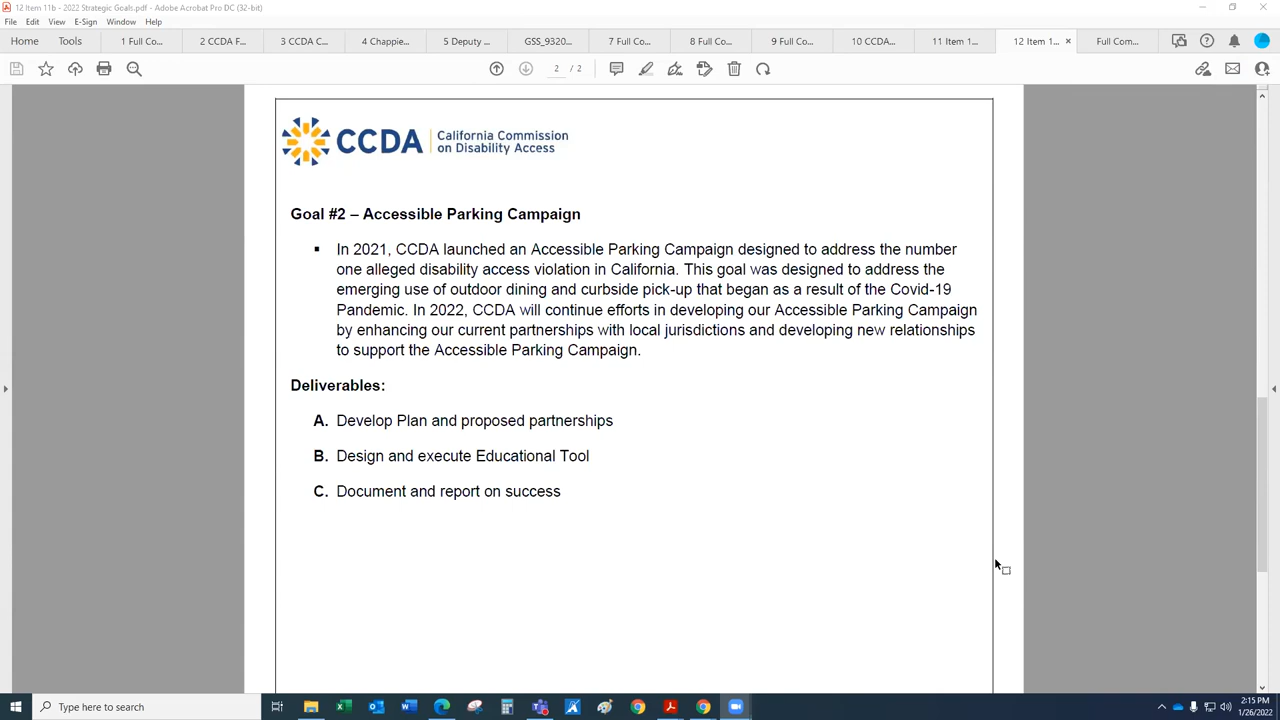 12 Item 11b - 2022 Strategic Goals.pdf - Adobe Acrobat Pro DC (32-bit)
File Edit View E-Sign Window Help
Home Tools 1 Full Co... 2 CCDA F... 3 CCDA C... 4 Chappie... 5 Deputy ... GSS_9320... 7 Full Co... 8 Full Co... 9 Full Co... 10 CCDA... 11 Item 1... 12 Item 1... × Full Com...
2 / 2
CCDA California Commission
on Disability Access
Goal #2 – Accessible Parking Campaign
▪ In 2021, CCDA launched an Accessible Parking Campaign designed to address the number
one alleged disability access violation in California. This goal was designed to address the
emerging use of outdoor dining and curbside pick-up that began as a result of the Covid-19
Pandemic. In 2022, CCDA will continue efforts in developing our Accessible Parking Campaign
by enhancing our current partnerships with local jurisdictions and developing new relationships
to support the Accessible Parking Campaign.
Deliverables:
A. Develop Plan and proposed partnerships
B. Design and execute Educational Tool
C. Document and report on success
Type here to search
2:15 PM
1/26/2022